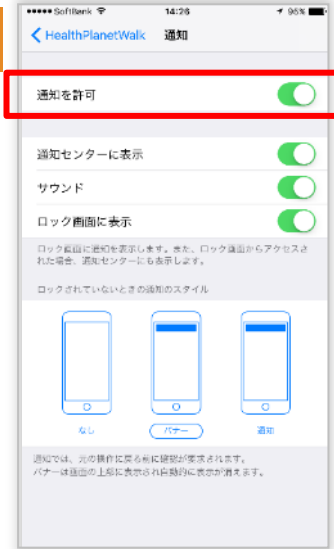 SoftBank 14:26 95%
HealthPlanetWalk 通知
通知を許可
通知センターに表示
サウンド
ロック画面に表示
ロック画面に通知を表示します。また、ロック画面からアクセスさ
れた場合、通知センターにも表示します。
ロックされていないときの通知のスタイル
なし バナー 通知
通知では、元の操作に戻る前に確認が要求されます。
バナーは画面の上部に表示され自動的に表示が消えます。